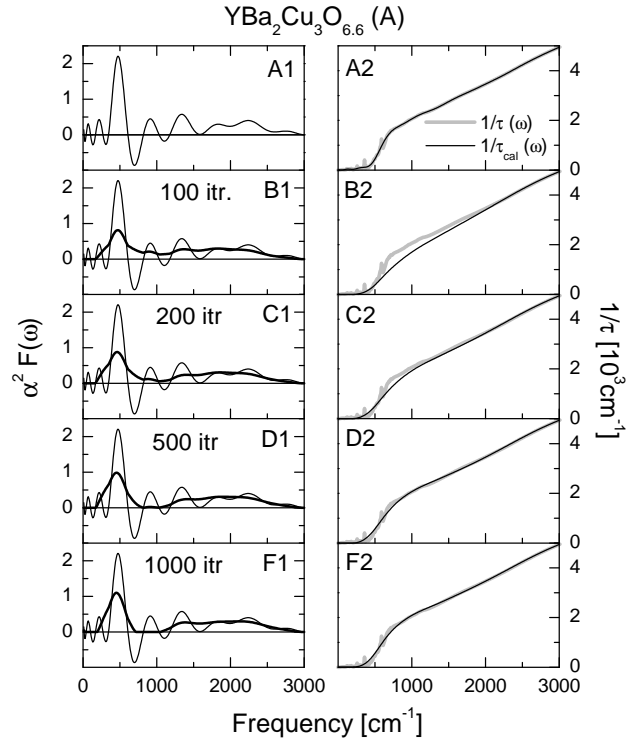 YBa₂Cu₃O₆.₆ (A)
A1
A2
1/τ (ω)
1/τcal (ω)
100 itr.
B1
B2
200 itr
C1
C2
500 itr
D1
D2
1000 itr
F1
F2
2
1
0
2
1
0
2
1
0
2
1
0
2
1
0
4
2
0
4
2
0
4
2
0
4
2
0
4
2
0
0
1000
2000
3000
1000
2000
3000
α² F(ω)
1/τ [10³cm⁻¹]
Frequency [cm⁻¹]